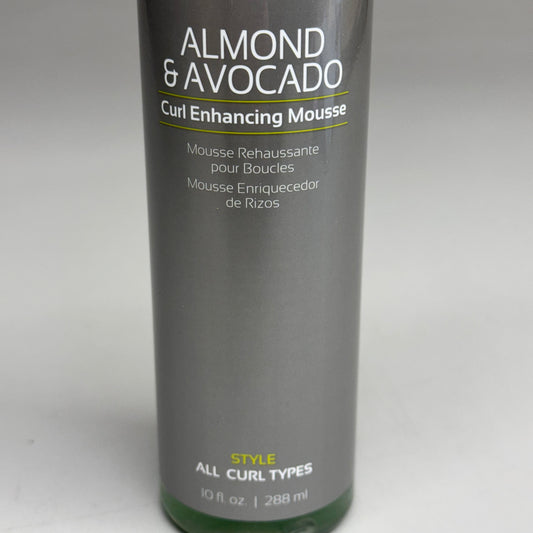 ALMOND
& AVOCADO
Curl Enhancing Mousse
Mousse Rehaussante
pour Boucles
Mousse Enriquecedor
de Rizos
STYLE
ALL CURL TYPES
10 fl. oz. | 288 ml